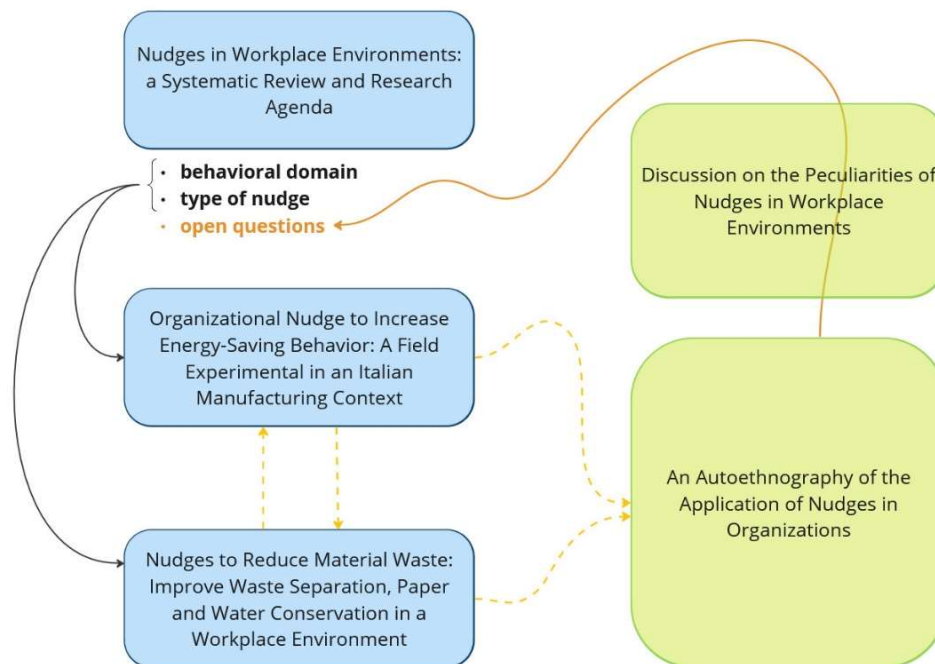 Nudges in Workplace Environments:
a Systematic Review and Research
Agenda
· behavioral domain
· type of nudge
· open questions
Organizational Nudge to Increase
Energy-Saving Behavior: A Field
Experimental in an Italian
Manufacturing Context
Nudges to Reduce Material Waste:
Improve Waste Separation, Paper
and Water Conservation in a
Workplace Environment
Discussion on the Peculiarities of
Nudges in Workplace
Environments
An Autoethnography of the
Application of Nudges in
Organizations